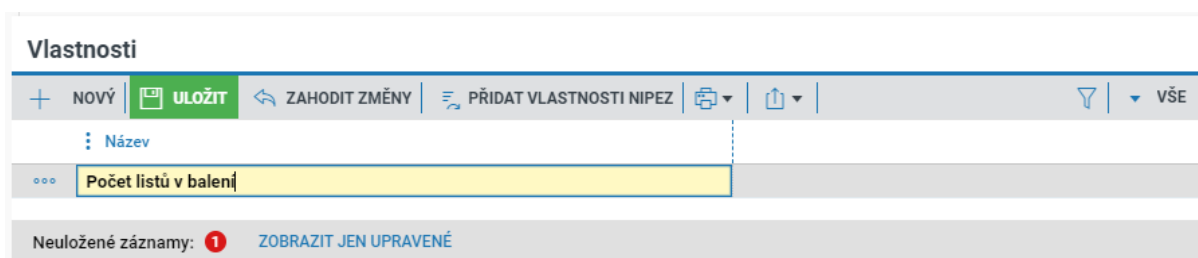 Vlastnosti
NOVÝ ULOŽIT ZAHODIT ZMĚNY PŘIDAT VLASTNOSTI NIPEZ VŠE
Název
Počet listů v balení
Neuložené záznamy: 1 ZOBRAZIT JEN UPRAVENÉ